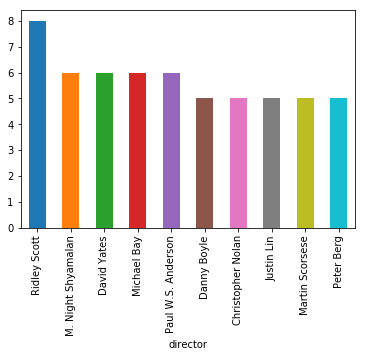 8
7
6
5
4
3
2
1
0
Ridley Scott
M. Night Shyamalan
David Yates
Michael Bay
Paul W.S. Anderson
Danny Boyle
Christopher Nolan
Justin Lin
Martin Scorsese
Peter Berg
director